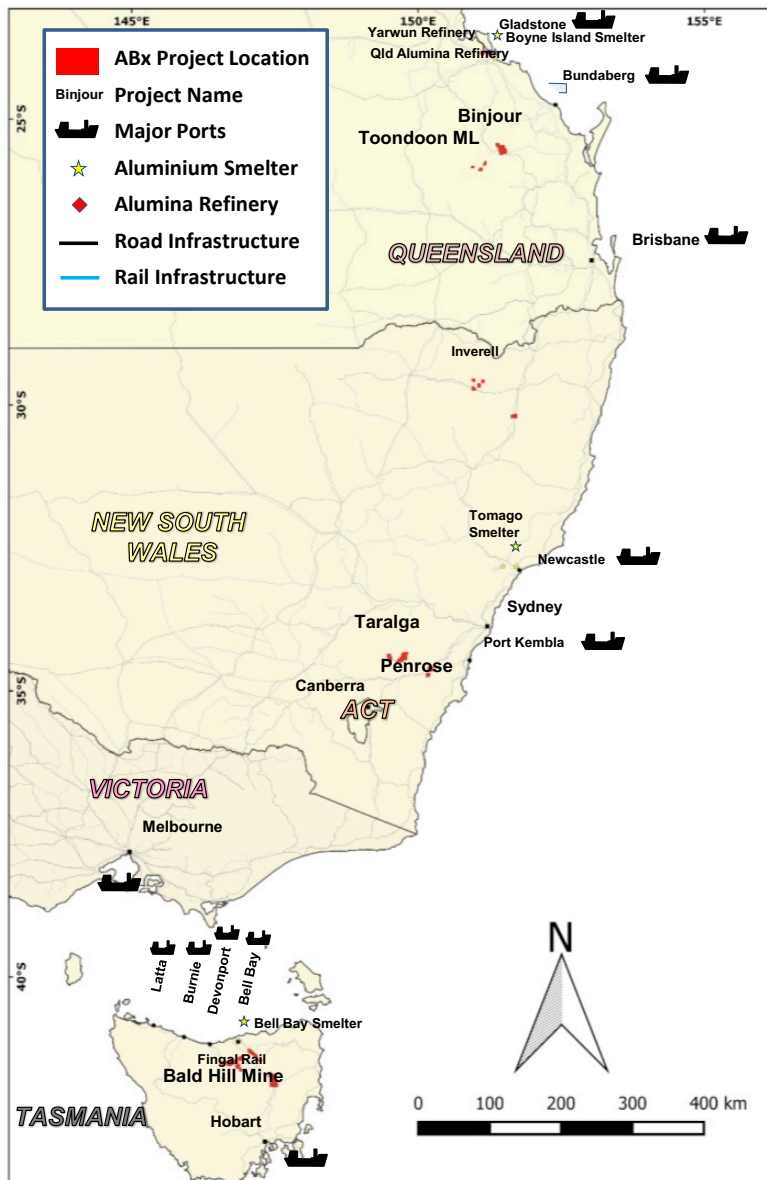 145°E
150°E
155°E
ABx Project Location
Binjour Project Name
Major Ports
Aluminium Smelter
Alumina Refinery
Road Infrastructure
Rail Infrastructure
Yarwun Refinery
Gladstone
Boyne Island Smelter
Qld Alumina Refinery
Bundaberg
25°S
Binjour
Toondoon ML
Brisbane
QUEENSLAND
Inverell
30°S
NEW SOUTH
WALES
Tomago
Smelter
Newcastle
Sydney
Taralga
Port Kembla
Penrose
Canberra
35°S
ACT
VICTORIA
Melbourne
Latta
Burnie
Devonport
Bell Bay
40°S
Bell Bay Smelter
Fingal Rail
Bald Hill Mine
TASMANIA
Hobart
N
0 100 200 300 400 km